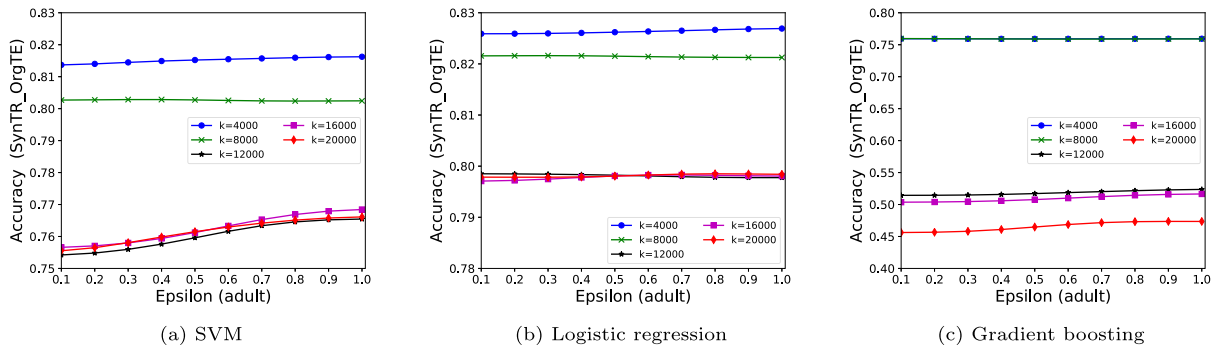 Accuracy (SynTR_OrgTE)
0.83
0.82
0.81
0.80
0.79
0.78
0.77
0.76
0.75
k=4000
k=8000
k=12000
k=16000
k=20000
0.1 0.2 0.3 0.4 0.5 0.6 0.7 0.8 0.9 1.0
Epsilon (adult)
(a) SVM
Accuracy (SynTR_OrgTE)
0.83
0.82
0.81
0.80
0.79
0.78
k=4000
k=8000
k=12000
k=16000
k=20000
0.1 0.2 0.3 0.4 0.5 0.6 0.7 0.8 0.9 1.0
Epsilon (adult)
(b) Logistic regression
Accuracy (SynTR_OrgTE)
0.80
0.75
0.70
0.65
0.60
0.55
0.50
0.45
0.40
k=4000
k=8000
k=12000
k=16000
k=20000
0.1 0.2 0.3 0.4 0.5 0.6 0.7 0.8 0.9 1.0
Epsilon (adult)
(c) Gradient boosting